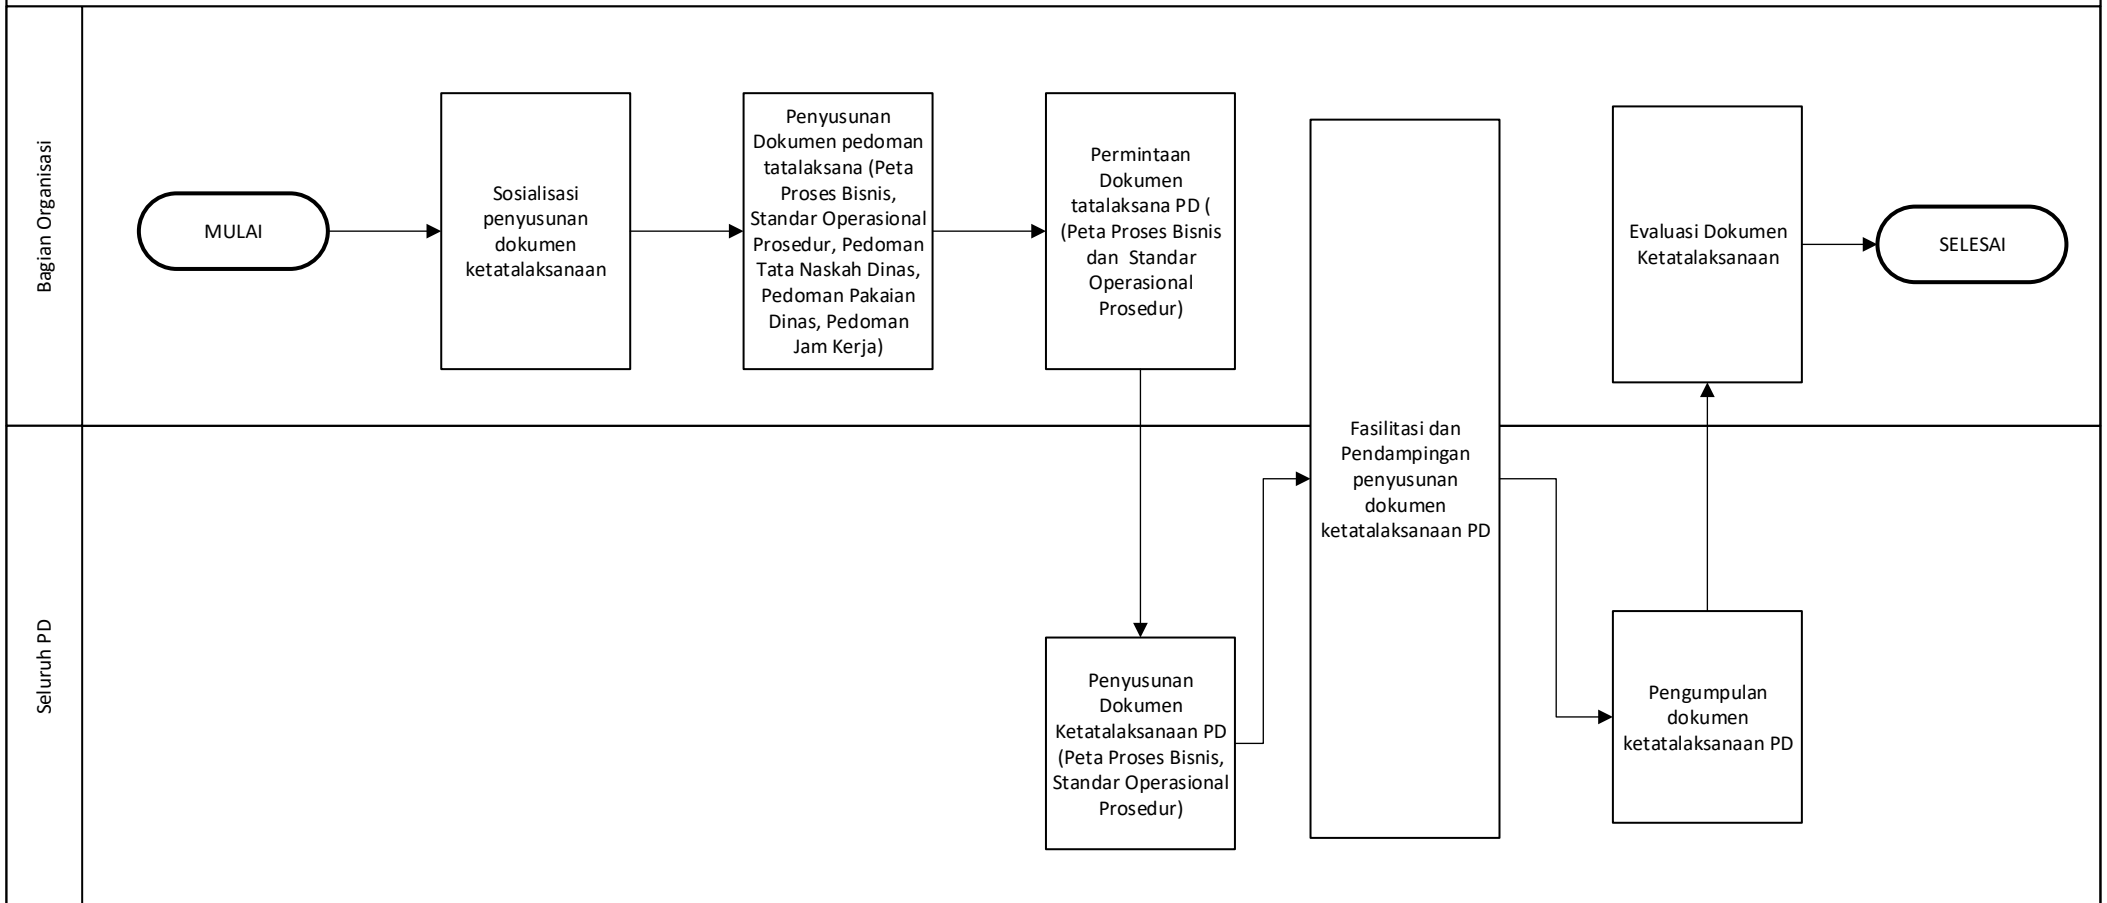 Bagian Organisasi
MULAI
Sosialisasi
penyusunan
dokumen
ketatalaksanaan
Penyusunan
Dokumen pedoman
tatalaksana (Peta
Proses Bisnis,
Standar Operasional
Prosedur, Pedoman
Tata Naskah Dinas,
Pedoman Pakaian
Dinas, Pedoman
Jam Kerja)
Permintaan
Dokumen
tatalaksana PD (
(Peta Proses Bisnis
dan Standar
Operasional
Prosedur)
Evaluasi Dokumen
Ketatalaksanaan
SELESAI
Seluruh PD
Penyusunan
Dokumen
Ketatalaksanaan PD
(Peta Proses Bisnis,
Standar Operasional
Prosedur)
Fasilitasi dan
Pendampingan
penyusunan
dokumen
ketatalaksanaan PD
Pengumpulan
dokumen
ketatalaksanaan PD